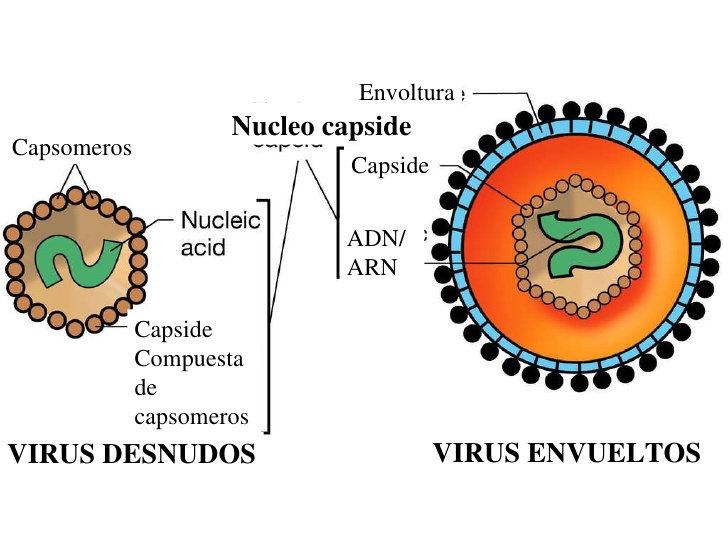 Envoltura
Nucleo capside
Capsomeros
Capside
Nucleic
acid
ADN/
ARN
Capside
Compuesta
de
capsomeros
VIRUS DESNUDOS
VIRUS ENVUELTOS